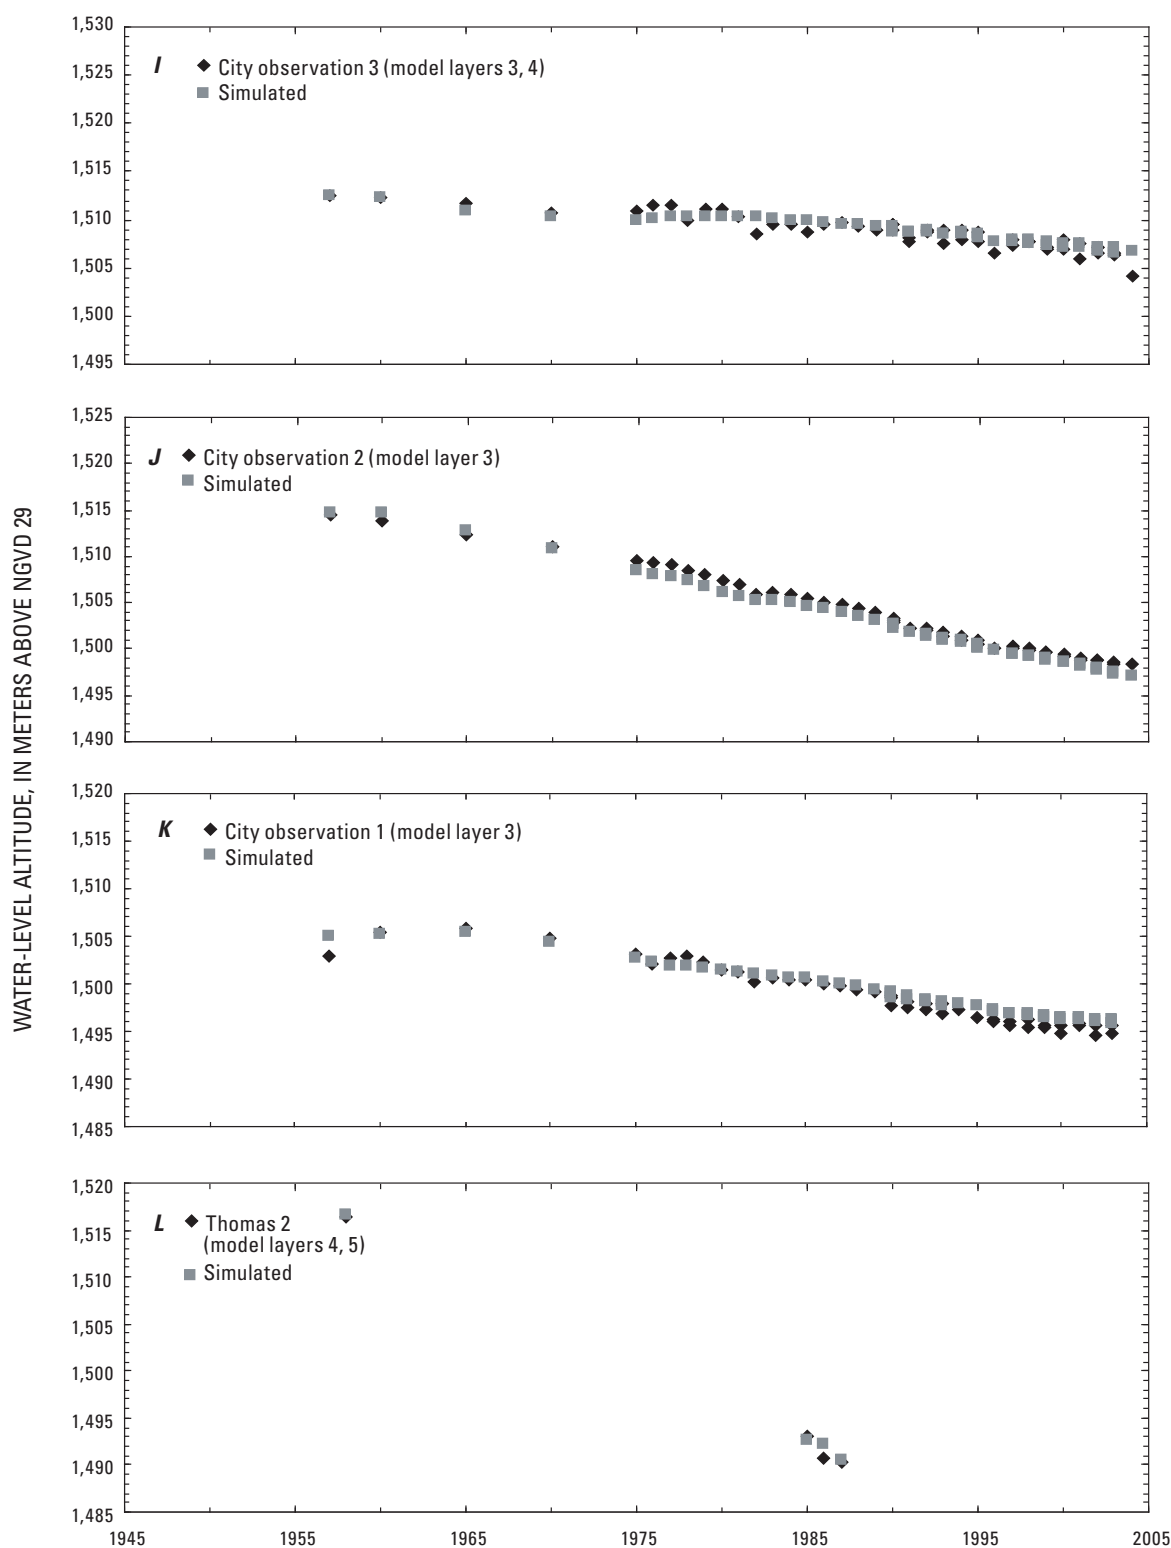 WATER-LEVEL ALTITUDE, IN METERS ABOVE NGVD 29
1,530
1,525
1,520
1,515
1,510
1,505
1,500
1,495
I
City observation 3 (model layers 3, 4)
Simulated
1,525
1,520
1,515
1,510
1,505
1,500
1,495
1,490
J
City observation 2 (model layer 3)
Simulated
1,520
1,515
1,510
1,505
1,500
1,495
1,490
1,485
K
City observation 1 (model layer 3)
Simulated
1,520
1,515
1,510
1,505
1,500
1,495
1,490
1,485
L
Thomas 2
(model layers 4, 5)
Simulated
1945 1955 1965 1975 1985 1995 2005